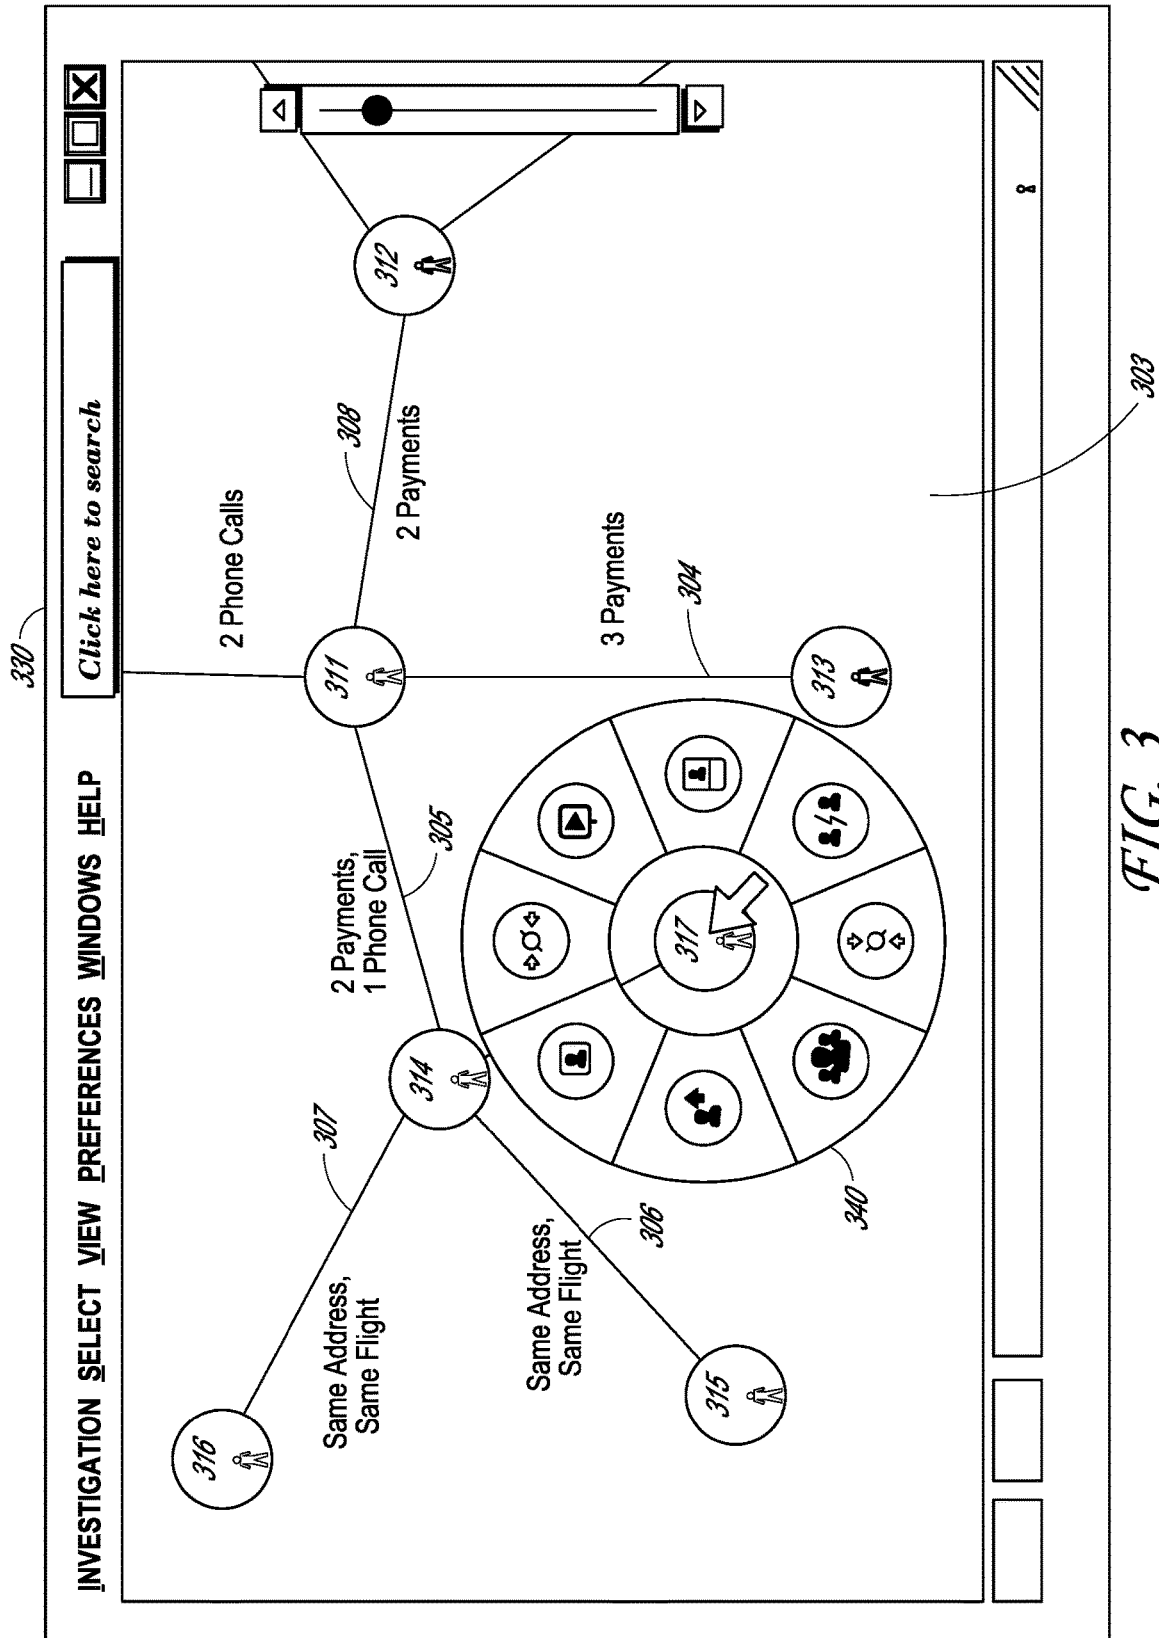 330
INVESTIGATION SELECT VIEW PREFERENCES WINDOWS HELP
Click here to search
316
307
Same Address,
Same Flight
314
2 Payments,
1 Phone Call
305
311
2 Phone Calls
308
2 Payments
312
Same Address,
Same Flight
306
315
317
340
3 Payments
304
313
303
FIG. 3